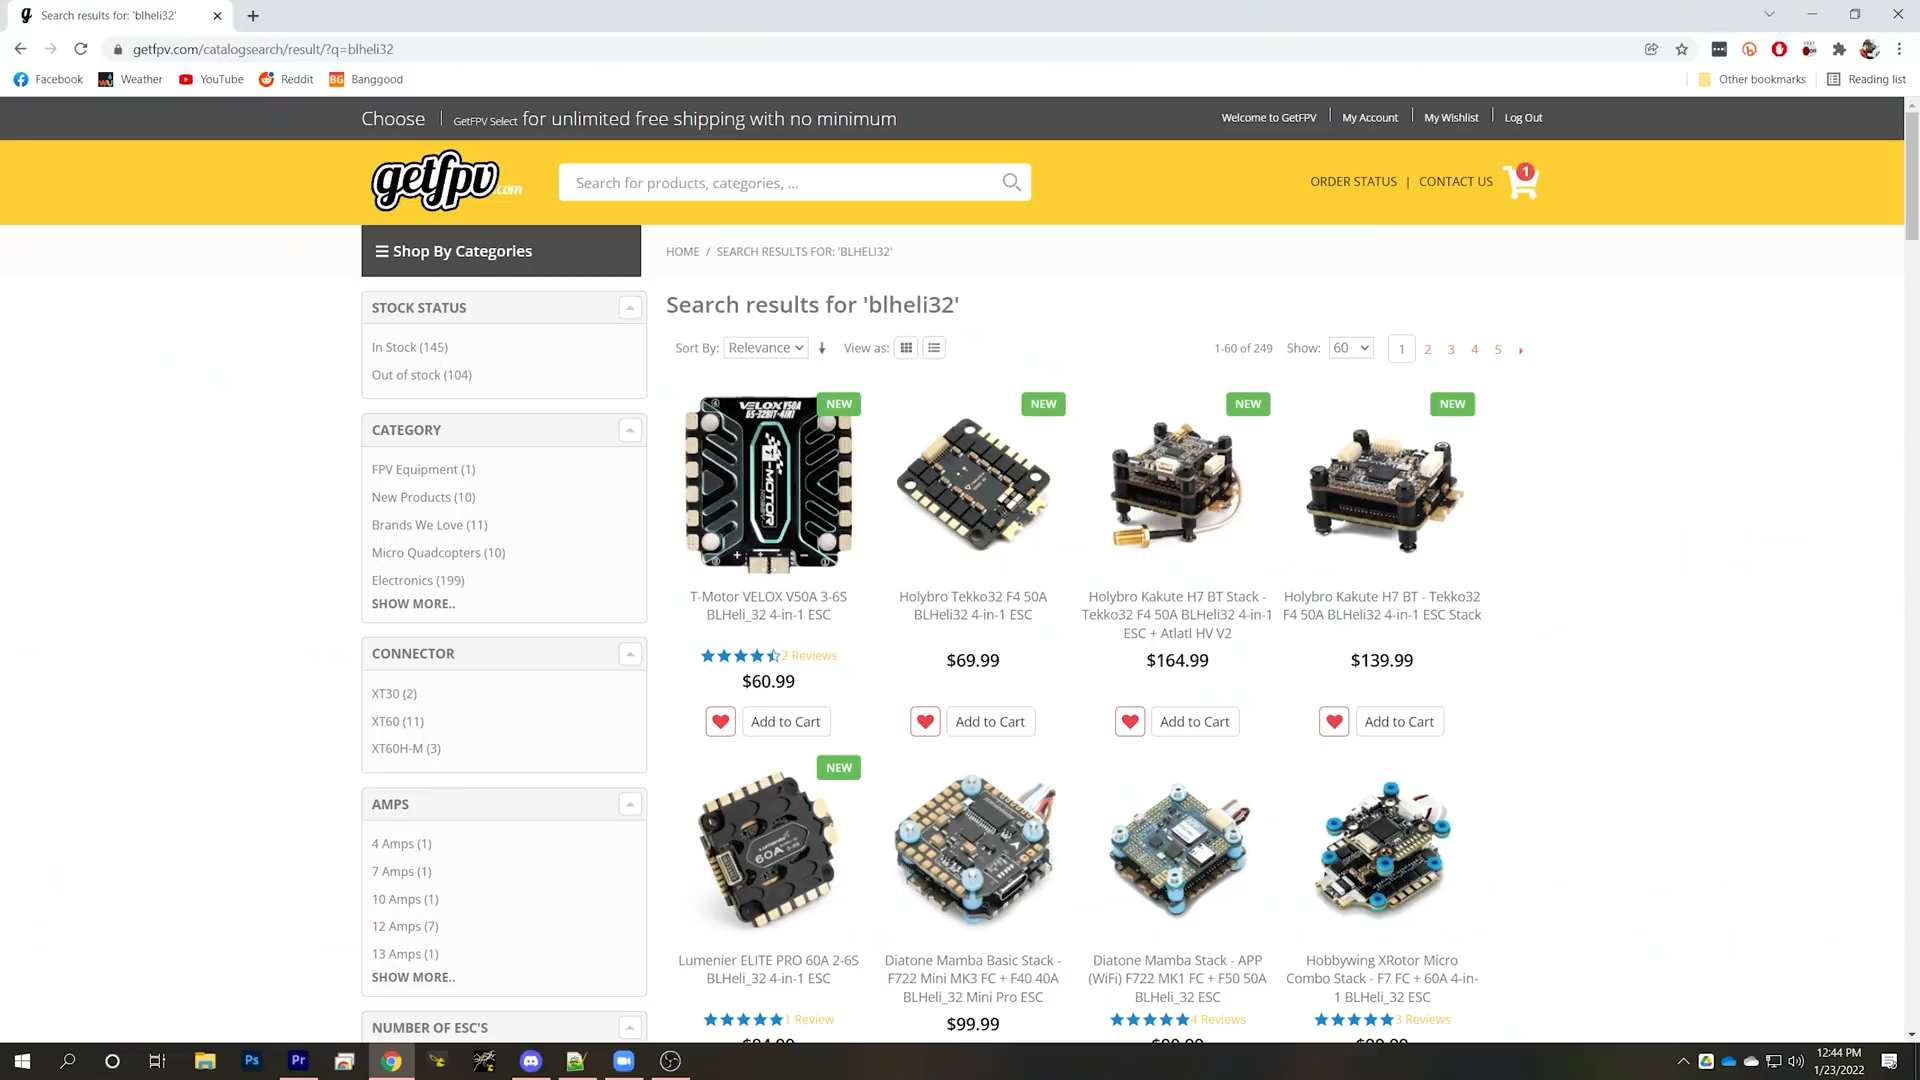 Search results for: 'blheli32'
getfpv.com/catalogsearch/result/?q=blheli32
Facebook
Weather
YouTube
Reddit
BG Banggood
Other bookmarks
Reading list
Choose | GetFPV Select for unlimited free shipping with no minimum
Welcome to GetFPV
My Account
My Wishlist
Log Out
getfpv.com
Search for products, categories, ...
ORDER STATUS | CONTACT US
1
Shop By Categories
HOME / SEARCH RESULTS FOR: 'BLHELI32'
STOCK STATUS
In Stock (145)
Out of stock (104)
CATEGORY
FPV Equipment (1)
New Products (10)
Brands We Love (11)
Micro Quadcopters (10)
Electronics (199)
SHOW MORE..
CONNECTOR
XT30 (2)
XT60 (11)
XT60H-M (3)
AMPS
4 Amps (1)
7 Amps (1)
10 Amps (1)
12 Amps (7)
13 Amps (1)
SHOW MORE..
NUMBER OF ESC'S
Search results for 'blheli32'
Sort By: Relevance
View as:
1-60 of 249 Show: 60 1 2 3 4 5
NEW
VELOX V50A
6S-32BIT-4IN1
T-MOTOR
T-Motor VELOX V50A 3-6S
BLHeli_32 4-in-1 ESC
2 Reviews
$60.99
Add to Cart
NEW
Holybro Tekko32 F4 50A
BLHeli32 4-in-1 ESC
$69.99
Add to Cart
NEW
Holybro Kakute H7 BT Stack -
Tekko32 F4 50A BLHeli32 4-in-1
ESC + Atlatl HV V2
$164.99
Add to Cart
NEW
Holybro Kakute H7 BT - Tekko32
F4 50A BLHeli32 4-in-1 ESC Stack
$139.99
Add to Cart
NEW
60A
Lumenier ELITE PRO 60A 2-6S
BLHeli_32 4-in-1 ESC
1 Review
Diatone Mamba Basic Stack -
F722 Mini MK3 FC + F40 40A
BLHeli_32 Mini Pro ESC
$99.99
Diatone Mamba Stack - APP
(WiFi) F722 MK1 FC + F50 50A
BLHeli_32 ESC
4 Reviews
Hobbywing XRotor Micro
Combo Stack - F7 FC + 60A 4-in-
1 BLHeli_32 ESC
3 Reviews
Ps
Pr
12:44 PM
1/23/2022